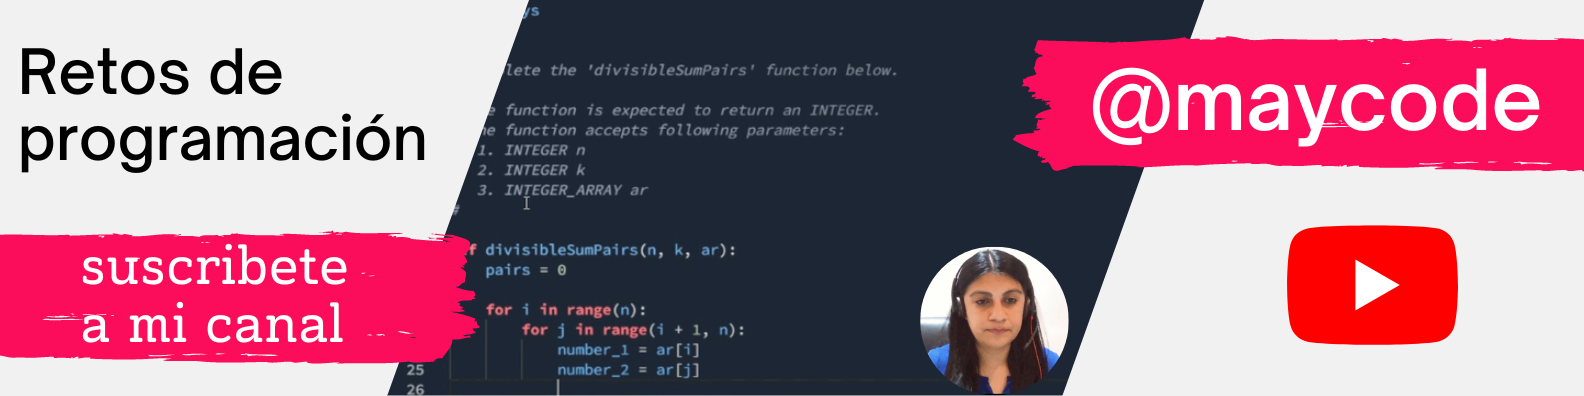 Retos de
programación
suscribete
a mi canal
ys
lete the 'divisibleSumPairs' function below.
e function is expected to return an INTEGER.
he function accepts following parameters:
1. INTEGER n
2. INTEGER k
3. INTEGER_ARRAY ar
#
f divisibleSumPairs(n, k, ar):
pairs = 0
for i in range(n):
for j in range(i + 1, n):
number_1 = ar[i]
25 number_2 = ar[j]
26
@maycode